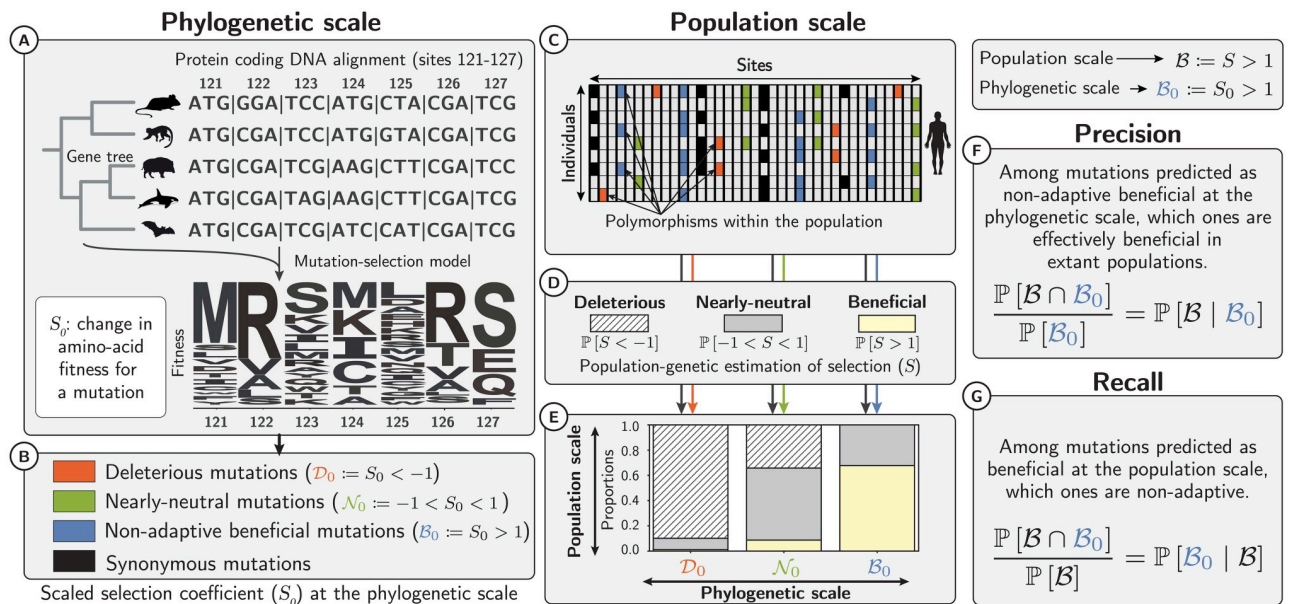 Phylogenetic scale
A
Protein coding DNA alignment (sites 121-127)
121 122 123 124 125 126 127
ATG|GGA|TCC|ATG|CTA|CGA|TCG
ATG|CGA|TCC|ATG|GTA|CGA|TCG
Gene tree
ATG|CGA|TCG|AAG|CTT|CGA|TCC
ATG|CGA|TAG|AAG|CTT|CGA|TCG
ATG|CGA|TCG|ATC|CAT|CGA|TCG
Mutation-selection model
S₀: change in
amino-acid
fitness for
a mutation
Fitness
M R S M R S
V K T E
X I V Q
A C A
121 122 123 124 125 126 127
B
Deleterious mutations (𝒟₀ := S₀ < −1)
Nearly-neutral mutations (𝒩₀ := −1 < S₀ < 1)
Non-adaptive beneficial mutations (ℬ₀ := S₀ > 1)
Synonymous mutations
Scaled selection coefficient (S₀) at the phylogenetic scale
Population scale
C
Sites
Individuals
Polymorphisms within the population
D
Deleterious Nearly-neutral Beneficial
ℙ [S < −1] ℙ [−1 < S < 1] ℙ [S > 1]
Population-genetic estimation of selection (S)
E
Population scale
Proportions
1.0
0.8
0.6
0.4
0.2
0.0
𝒟₀ 𝒩₀ ℬ₀
Phylogenetic scale
Population scale → ℬ := S > 1
Phylogenetic scale → ℬ₀ := S₀ > 1
Precision
F
Among mutations predicted as
non-adaptive beneficial at the
phylogenetic scale, which ones are
effectively beneficial in
extant populations.
ℙ [ℬ ∩ ℬ₀]
ℙ [ℬ₀]
= ℙ [ℬ | ℬ₀]
Recall
G
Among mutations predicted as
beneficial at the population scale,
which ones are non-adaptive.
ℙ [ℬ ∩ ℬ₀]
ℙ [ℬ]
= ℙ [ℬ₀ | ℬ]